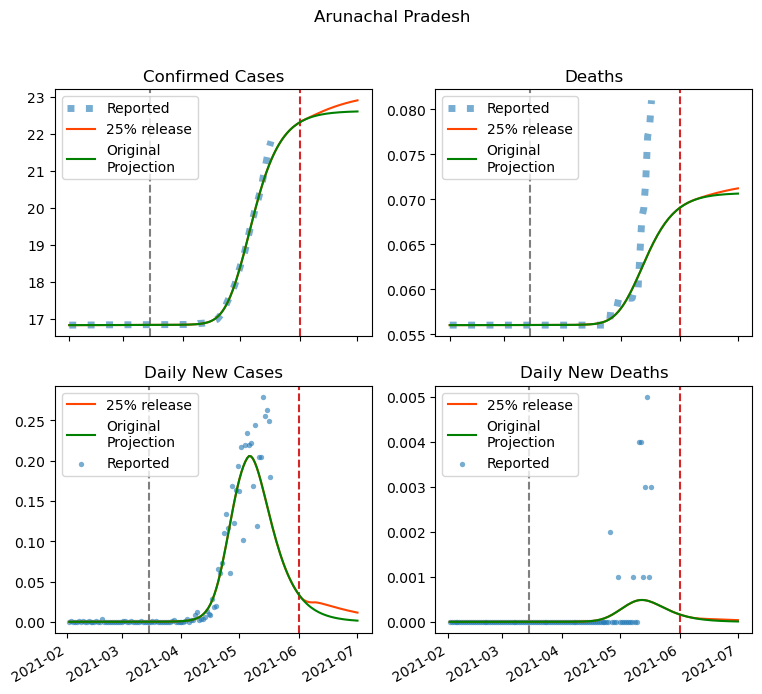 Arunachal Pradesh
Confirmed Cases
23
22
21
20
19
18
17
Reported
25% release
Original
Projection
Deaths
0.080
0.075
0.070
0.065
0.060
0.055
Reported
25% release
Original
Projection
Daily New Cases
0.25
0.20
0.15
0.10
0.05
0.00
25% release
Original
Projection
Reported
2021-02
2021-03
2021-04
2021-05
2021-06
2021-07
Daily New Deaths
0.005
0.004
0.003
0.002
0.001
0.000
25% release
Original
Projection
Reported
2021-02
2021-03
2021-04
2021-05
2021-06
2021-07